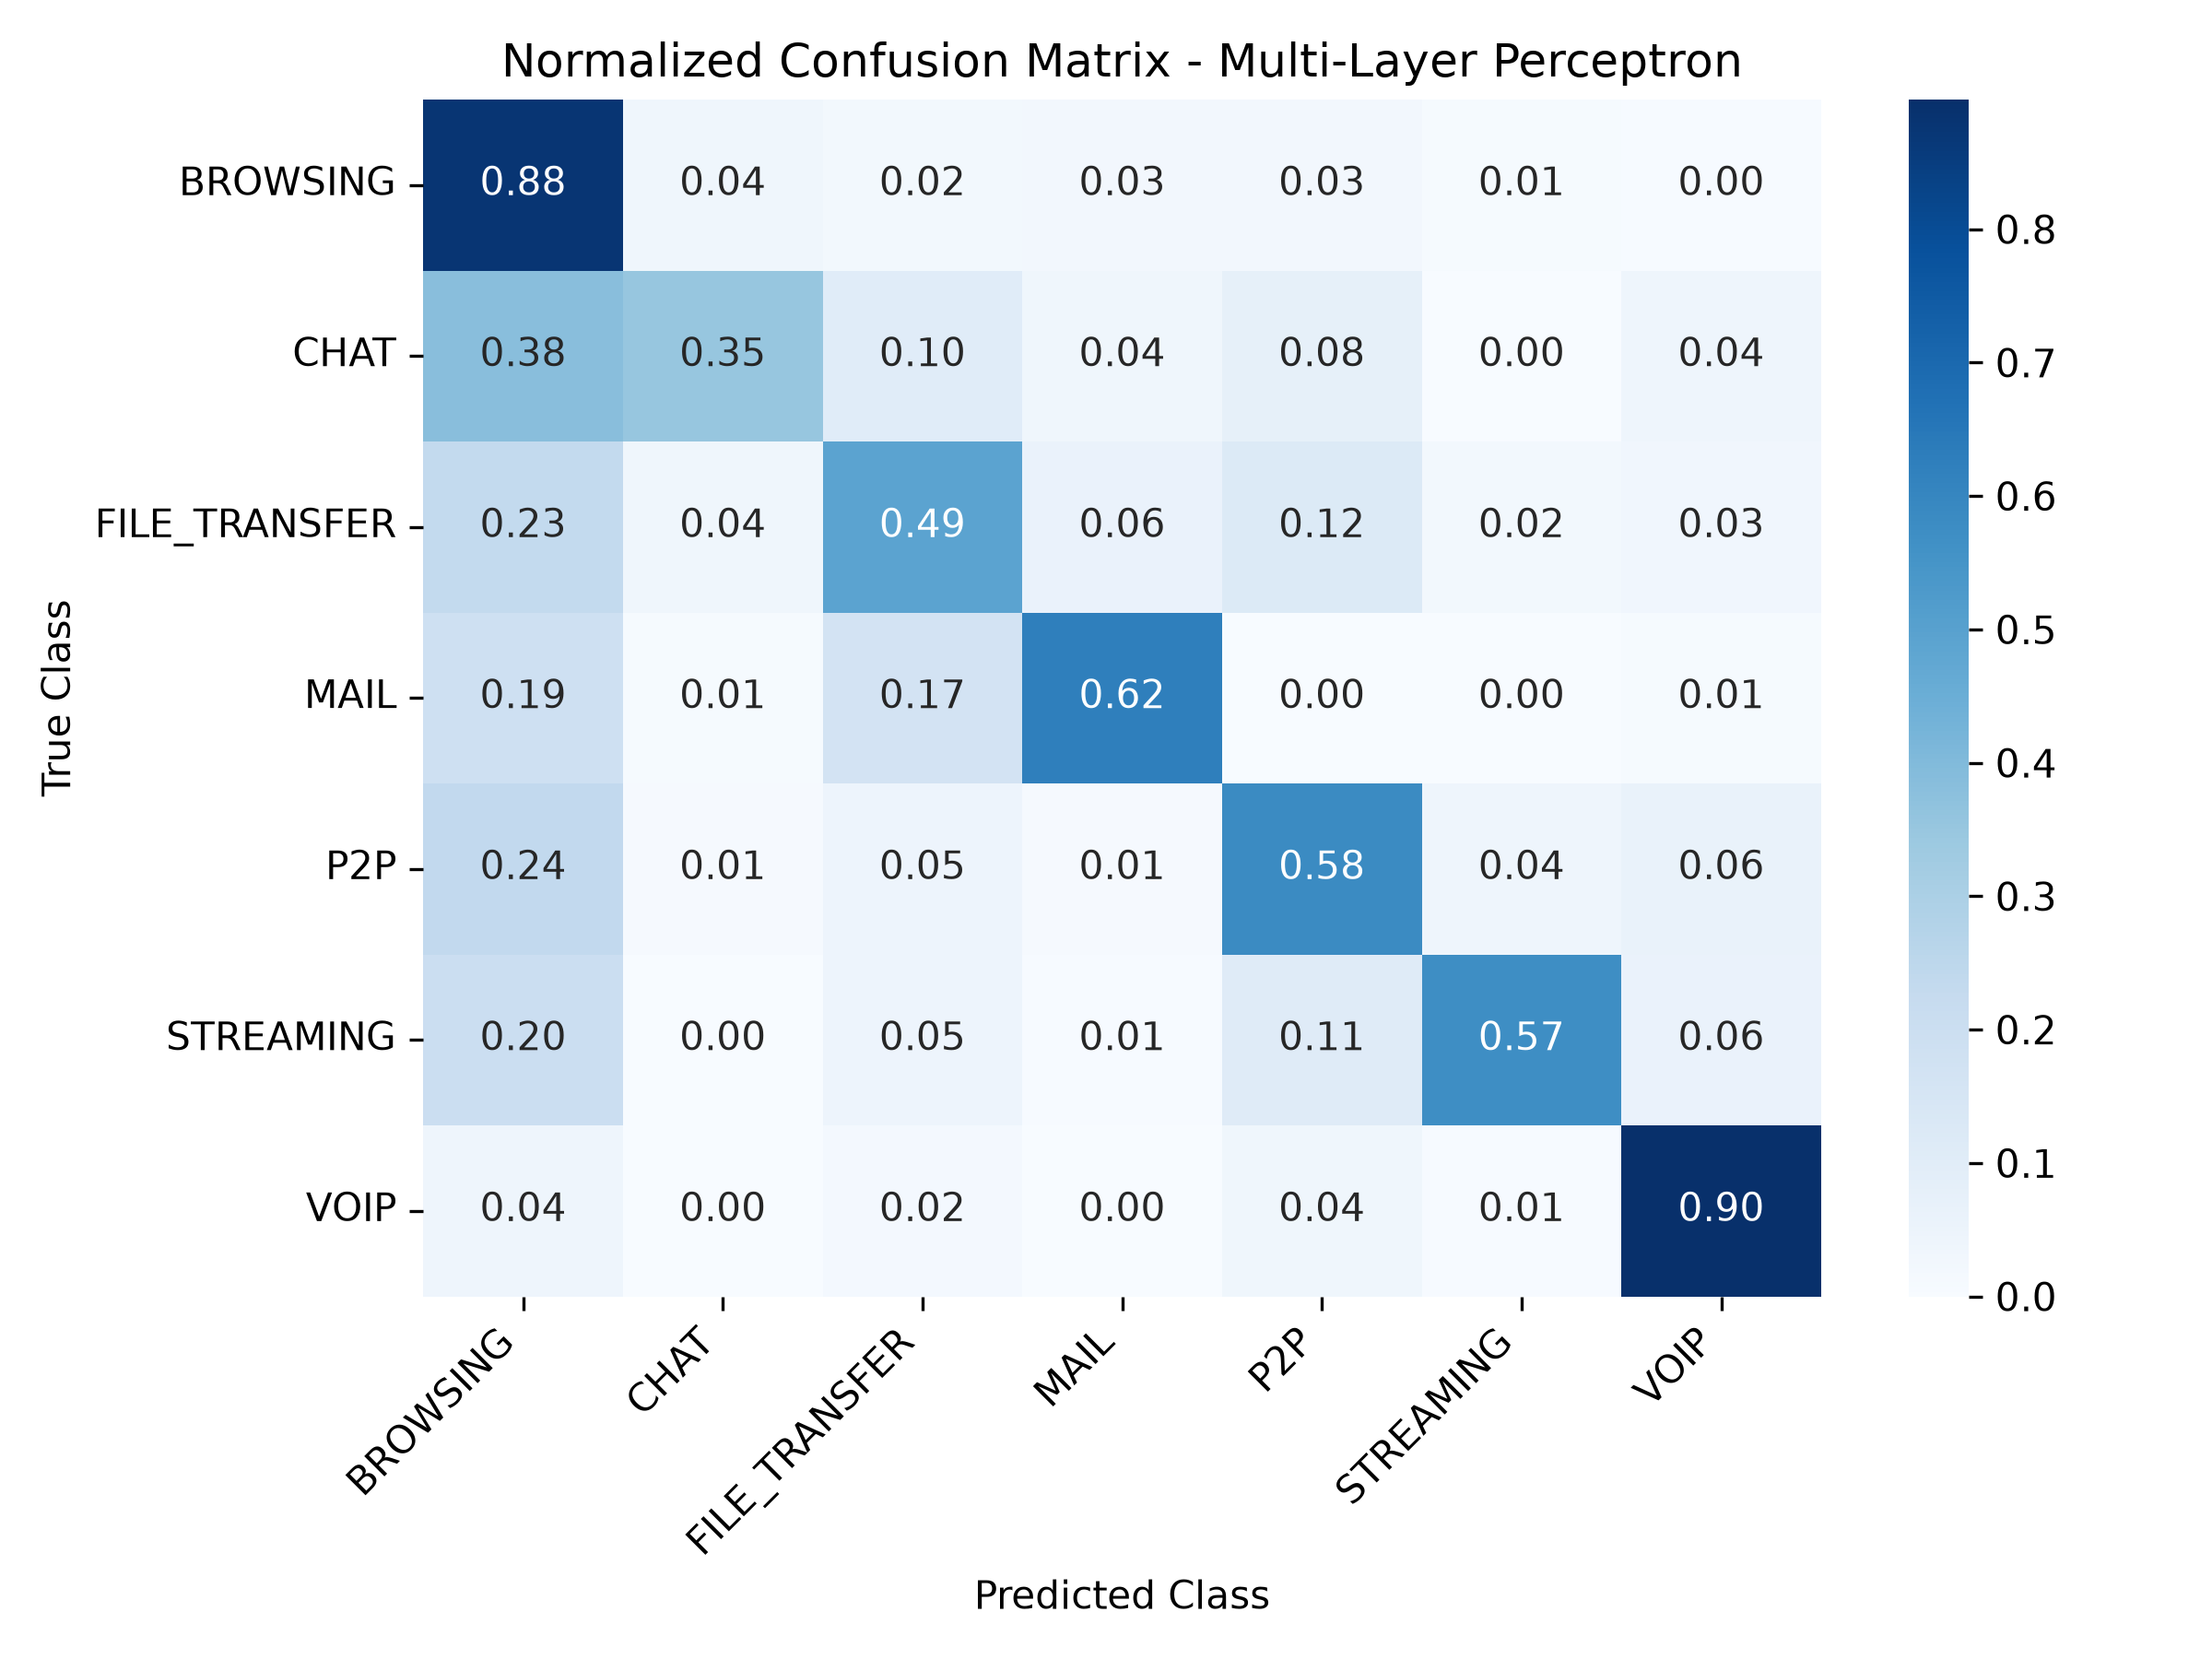 Normalized Confusion Matrix - Multi-Layer Perceptron
BROWSING 0.88 0.04 0.02 0.03 0.03 0.01 0.00
CHAT 0.38 0.35 0.10 0.04 0.08 0.00 0.04
FILE_TRANSFER 0.23 0.04 0.49 0.06 0.12 0.02 0.03
MAIL 0.19 0.01 0.17 0.62 0.00 0.00 0.01
P2P 0.24 0.01 0.05 0.01 0.58 0.04 0.06
STREAMING 0.20 0.00 0.05 0.01 0.11 0.57 0.06
VOIP 0.04 0.00 0.02 0.00 0.04 0.01 0.90
True Class
BROWSING CHAT FILE_TRANSFER MAIL P2P STREAMING VOIP
Predicted Class
0.8
0.7
0.6
0.5
0.4
0.3
0.2
0.1
0.0